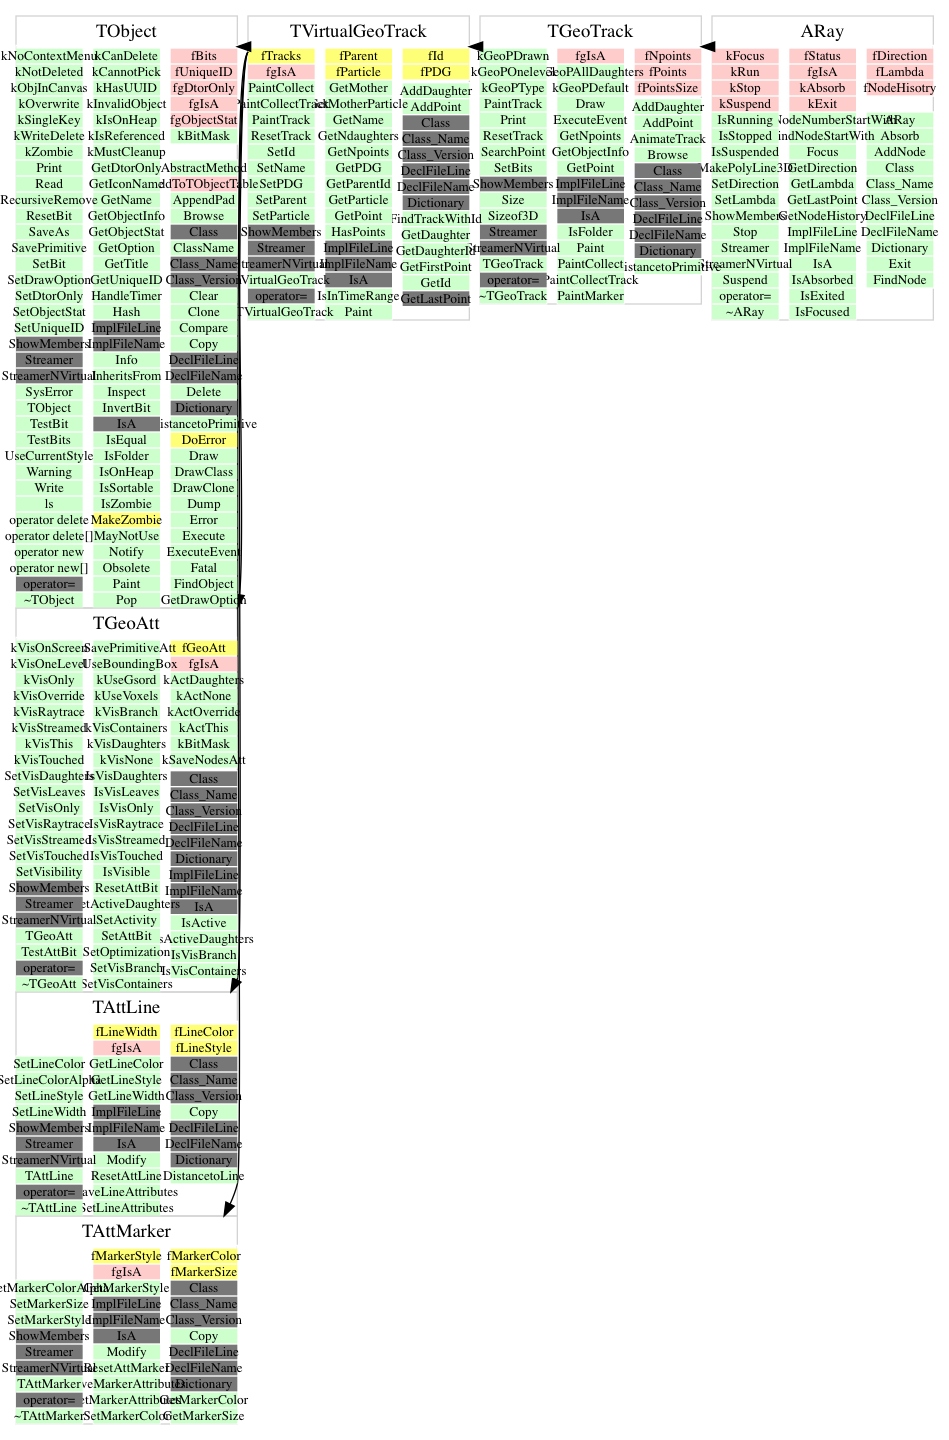 TObject
kNoContextMenu kCanDelete fBits
kNotDeleted kCannotPick fUniqueID
kObjInCanvas kHasUUID fgDtorOnly
kOverwrite kInvalidObject fgIsA
kSingleKey kIsOnHeap fgObjectStat
kWriteDelete kIsReferenced kBitMask
kZombie kMustCleanup
Print GetDtorOnly AbstractMethod
Read GetIconName ddToTObjectTable
RecursiveRemove GetName AppendPad
ResetBit GetObjectInfo Browse
SaveAs GetObjectStat Class
SavePrimitive GetOption ClassName
SetBit GetTitle Class_Name
SetDrawOption GetUniqueID Class_Version
SetDtorOnly HandleTimer Clear
SetObjectStat Hash Clone
SetUniqueID ImplFileLine Compare
ShowMembers ImplFileName Copy
Streamer Info DeclFileLine
StreamerNVirtual InheritsFrom DeclFileName
SysError Inspect Delete
TObject InvertBit Dictionary
TestBit IsA istancetoPrimitive
TestBits IsEqual DoError
UseCurrentStyle IsFolder Draw
Warning IsOnHeap DrawClass
Write IsSortable DrawClone
ls IsZombie Dump
operator delete MakeZombie Error
operator delete[] MayNotUse Execute
operator new Notify ExecuteEvent
operator new[] Obsolete Fatal
operator= Paint FindObject
~TObject Pop GetDrawOption
TVirtualGeoTrack
fTracks fParent fId
fgIsA fParticle fPDG
PaintCollect GetMother AddDaughter
PaintCollectTrack GetMotherParticle AddPoint
PaintTrack GetName Class
ResetTrack GetNdaughters Class_Name
SetId GetNpoints Class_Version
SetName GetPDG DeclFileLine
SetPDG GetParentId DeclFileName
SetParent GetParticle Dictionary
SetParticle GetPoint FindTrackWithId
ShowMembers HasPoints GetDaughter
Streamer ImplFileLine GetDaughterId
StreamerNVirtual ImplFileName GetFirstPoint
TVirtualGeoTrack IsA GetId
operator= IsInTimeRange GetLastPoint
~TVirtualGeoTrack Paint
TGeoTrack
kGeoPDrawn fgIsA fNpoints
kGeoPOnelevel kGeoPAllDaughters fPoints
kGeoPType kGeoPDefault fPointsSize
PaintTrack Draw AddDaughter
Print ExecuteEvent AddPoint
ResetTrack GetNpoints AnimateTrack
SearchPoint GetObjectInfo Browse
SetBits GetPoint Class
ShowMembers ImplFileLine Class_Name
Size ImplFileName Class_Version
Sizeof3D IsA DeclFileLine
Streamer IsFolder DeclFileName
StreamerNVirtual Paint Dictionary
TGeoTrack PaintCollect istancetoPrimitive
operator= PaintCollectTrack
~TGeoTrack PaintMarker
ARay
kFocus fStatus fDirection
kRun fgIsA fLambda
kStop kAbsorb fNodeHisotry
kSuspend kExit
IsRunning NodeNumberStartWith ARay
IsStopped indNodeStartWith Absorb
IsSuspended Focus AddNode
MakePolyLine3D GetDirection Class
SetDirection GetLambda Class_Name
SetLambda GetLastPoint Class_Version
ShowMembers GetNodeHistory DeclFileLine
Stop ImplFileLine DeclFileName
Streamer ImplFileName Dictionary
StreamerNVirtual IsA Exit
Suspend IsAbsorbed FindNode
operator= IsExited
~ARay IsFocused
TGeoAtt
kVisOnScreen SavePrimitiveAtt fGeoAtt
kVisOneLevel UseBoundingBox fgIsA
kVisOnly kUseGsord kActDaughters
kVisOverride kUseVoxels kActNone
kVisRaytrace kVisBranch kActOverride
kVisStreamed kVisContainers kActThis
kVisThis kVisDaughters kBitMask
kVisTouched kVisNone kSaveNodesAtt
SetVisDaughters IsVisDaughters Class
SetVisLeaves IsVisLeaves Class_Name
SetVisOnly IsVisOnly Class_Version
SetVisRaytrace IsVisRaytrace DeclFileLine
SetVisStreamed IsVisStreamed DeclFileName
SetVisTouched IsVisTouched Dictionary
SetVisibility IsVisible ImplFileLine
ShowMembers ResetAttBit ImplFileName
Streamer etActiveDaughters IsA
StreamerNVirtual SetActivity IsActive
TGeoAtt SetAttBit sActiveDaughters
TestAttBit SetOptimization IsVisBranch
operator= SetVisBranch IsVisContainers
~TGeoAtt SetVisContainers
TAttLine
fLineWidth fLineColor
fgIsA fLineStyle
SetLineColor GetLineColor Class
SetLineColorAlpha GetLineStyle Class_Name
SetLineStyle GetLineWidth Class_Version
SetLineWidth ImplFileLine Copy
ShowMembers ImplFileName DeclFileLine
Streamer IsA DeclFileName
StreamerNVirtual Modify Dictionary
TAttLine ResetAttLine DistancetoLine
operator= aveLineAttributes
~TAttLine SetLineAttributes
TAttMarker
fMarkerStyle fMarkerColor
fgIsA fMarkerSize
etMarkerColorAlpha GetMarkerStyle Class
SetMarkerSize ImplFileLine Class_Name
SetMarkerStyle ImplFileName Class_Version
ShowMembers IsA Copy
Streamer Modify DeclFileLine
StreamerNVirtual ResetAttMarker DeclFileName
TAttMarker veMarkerAttributes Dictionary
operator= etMarkerAttributes GetMarkerColor
~TAttMarker SetMarkerColor GetMarkerSize